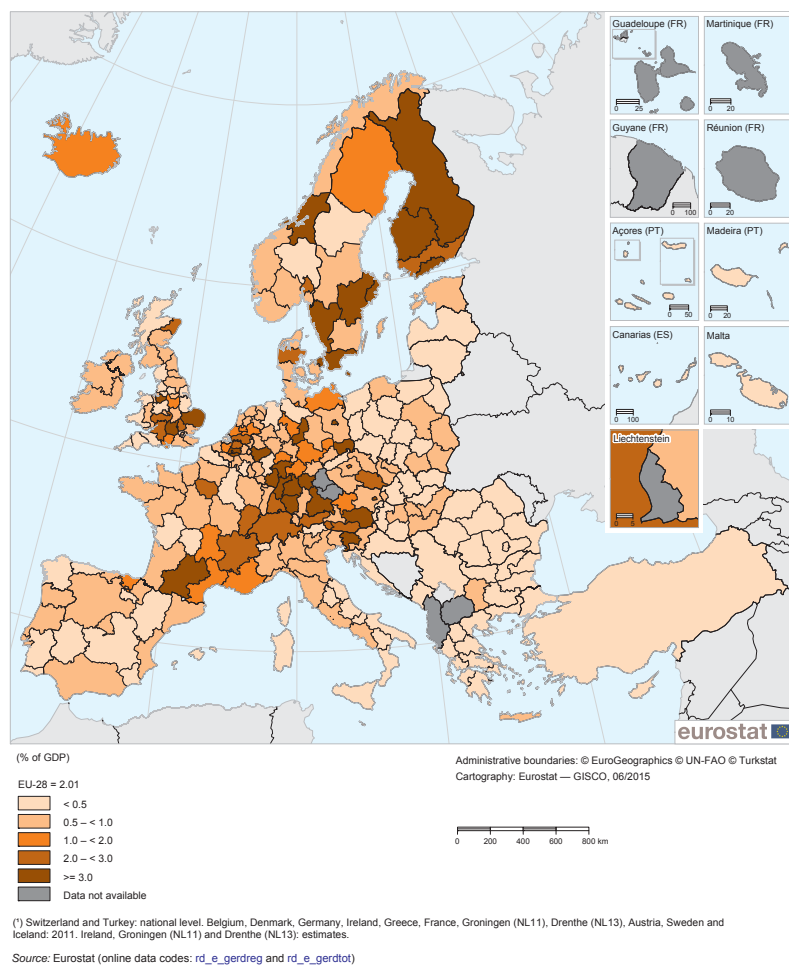 Guadeloupe (FR)
0 25
Martinique (FR)
0 20
Guyane (FR)
0 100
Réunion (FR)
0 20
Açores (PT)
0 50
Madeira (PT)
0 20
Canarias (ES)
0 100
Malta
0 10
Liechtenstein
eurostat
(% of GDP)
EU-28 = 2.01
< 0.5
0.5 – < 1.0
1.0 – < 2.0
2.0 – < 3.0
>= 3.0
Data not available
Administrative boundaries: © EuroGeographics © UN-FAO © Turkstat
Cartography: Eurostat — GISCO, 06/2015
0 200 400 600 800 km
(¹) Switzerland and Turkey: national level. Belgium, Denmark, Germany, Ireland, Greece, France, Groningen (NL11), Drenthe (NL13), Austria, Sweden and
Iceland: 2011. Ireland, Groningen (NL11) and Drenthe (NL13): estimates.
Source: Eurostat (online data codes: rd_e_gerdreg and rd_e_gerdtot)